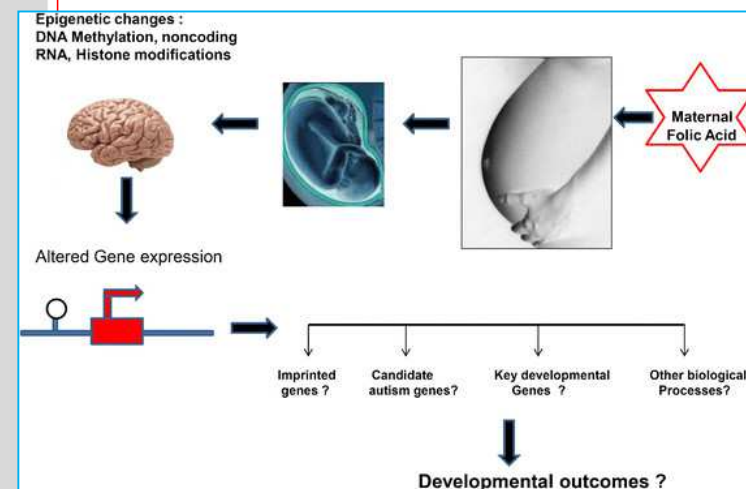 Epigenetic changes :
DNA Methylation, noncoding
RNA, Histone modifications
Maternal
Folic Acid
Altered Gene expression
Imprinted
genes ?
Candidate
autism genes?
Key developmental
Genes ?
Other biological
Processes?
Developmental outcomes ?